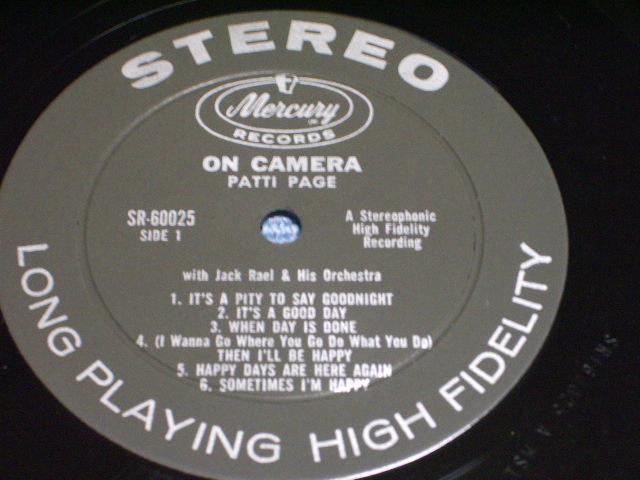 STEREO
Mercury
RECORDS
ON CAMERA
PATTI PAGE
SR-60025
SIDE 1
A Stereophonic
High Fidelity
Recording
with Jack Rael & His Orchestra
1. IT'S A PITY TO SAY GOODNIGHT
2. IT'S A GOOD DAY
3. WHEN DAY IS DONE
4. (I Wanna Go Where You Go Do What You Do)
THEN I'LL BE HAPPY
5. HAPPY DAYS ARE HERE AGAIN
6. SOMETIMES I'M HAPPY
LONG PLAYING HIGH FIDELITY